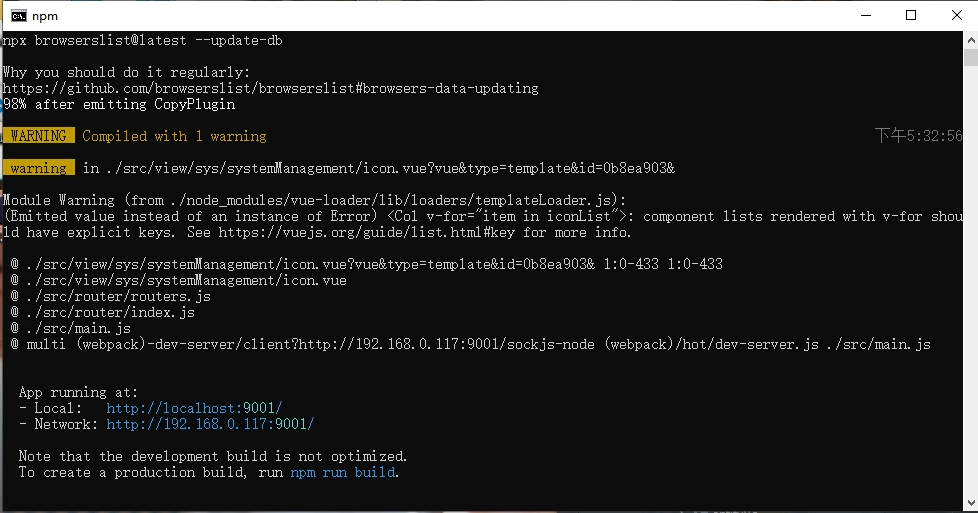 npm
npx browserslist@latest --update-db
Why you should do it regularly:
https://github.com/browserslist/browserslist#browsers-data-updating
98% after emitting CopyPlugin
WARNING Compiled with 1 warning 下午5:32:56
warning in ./src/view/sys/systemManagement/icon.vue?vue&type=template&id=0b8ea903&
Module Warning (from ./node_modules/vue-loader/lib/loaders/templateLoader.js):
(Emitted value instead of an instance of Error) <Col v-for="item in iconList">: component lists rendered with v-for shou
ld have explicit keys. See https://vuejs.org/guide/list.html#key for more info.
@ ./src/view/sys/systemManagement/icon.vue?vue&type=template&id=0b8ea903& 1:0-433 1:0-433
@ ./src/view/sys/systemManagement/icon.vue
@ ./src/router/routers.js
@ ./src/router/index.js
@ ./src/main.js
@ multi (webpack)-dev-server/client?http://192.168.0.117:9001/sockjs-node (webpack)/hot/dev-server.js ./src/main.js
App running at:
- Local: http://localhost:9001/
- Network: http://192.168.0.117:9001/
Note that the development build is not optimized.
To create a production build, run npm run build.